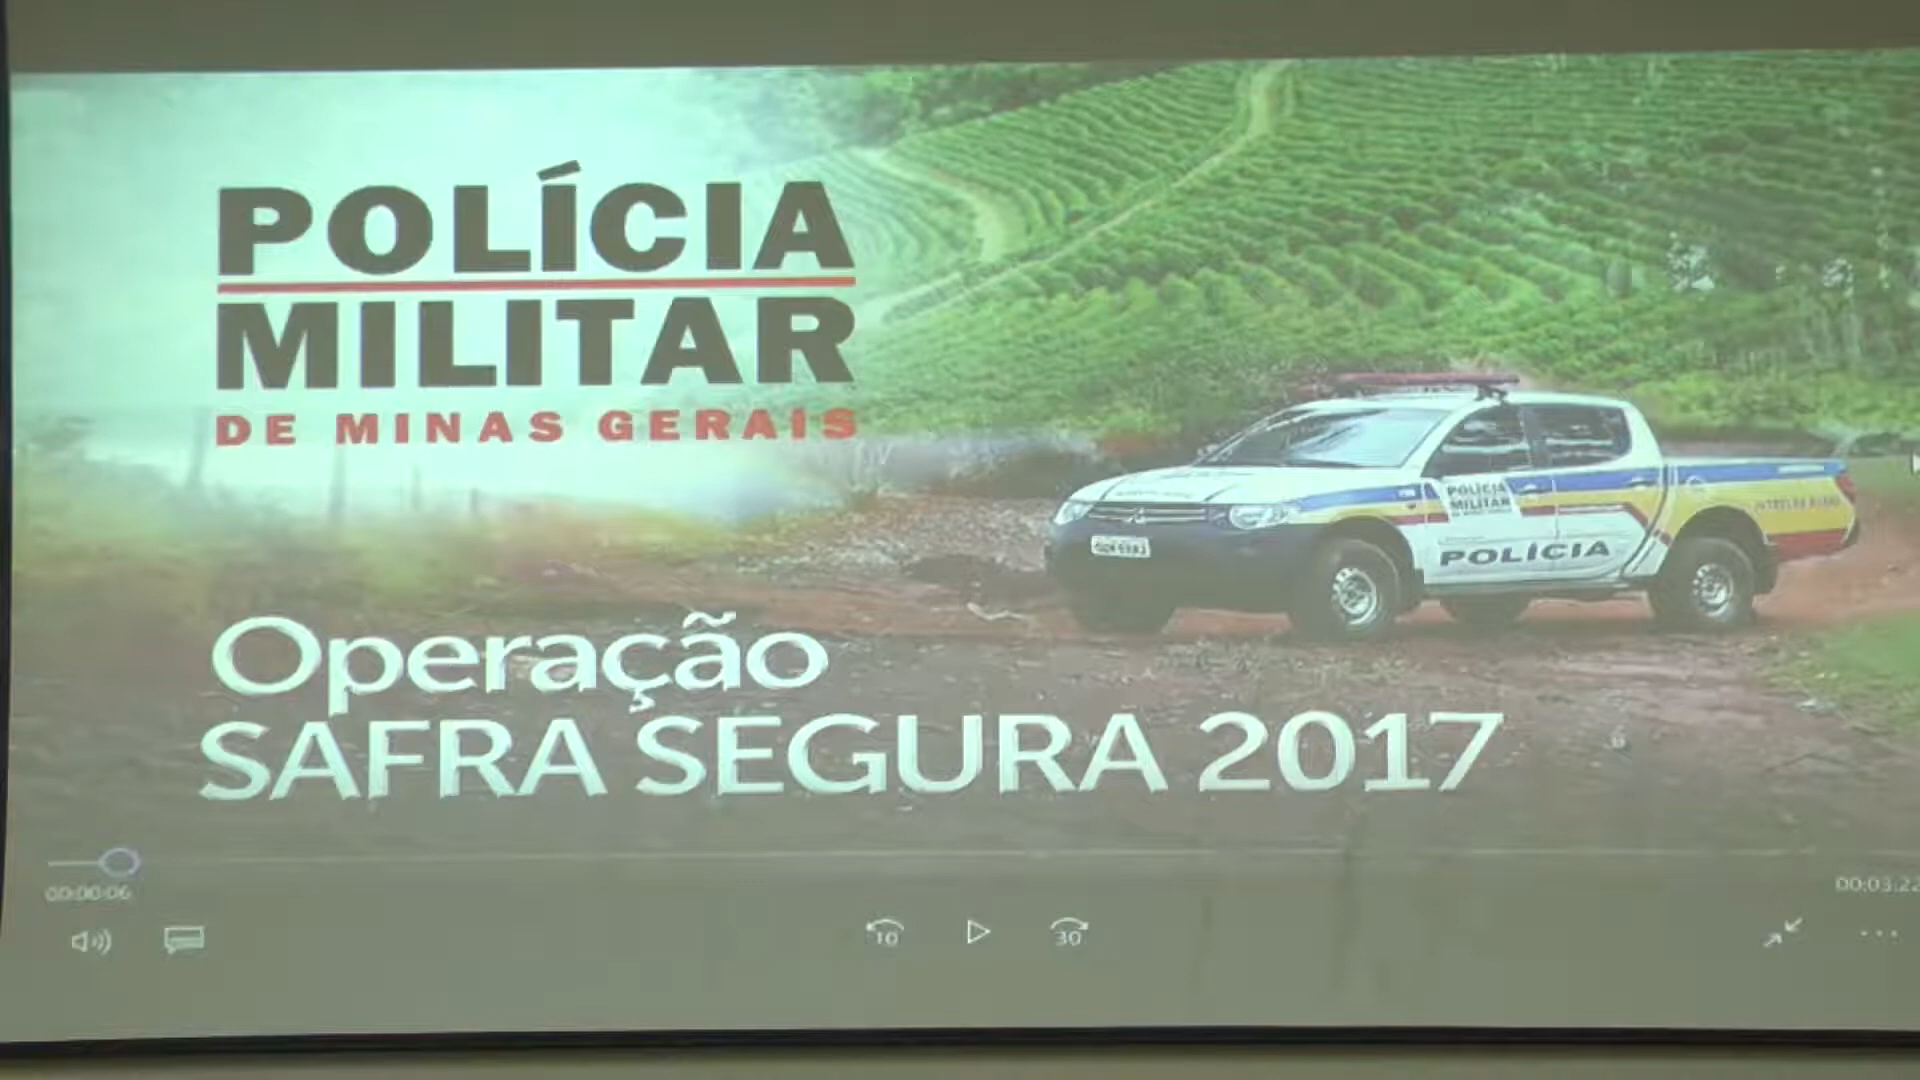 POLÍCIA
MILITAR
DE MINAS GERAIS
POLÍCIA
MILITAR
POLÍCIA
Operação
SAFRA SEGURA 2017
00:00:06
00:03:22
10
30